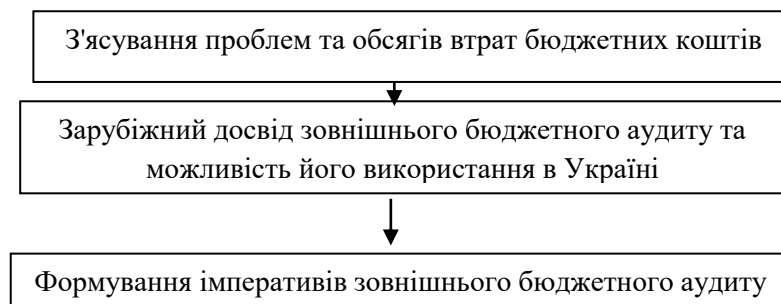 З'ясування проблем та обсягів втрат бюджетних коштів
Зарубіжний досвід зовнішнього бюджетного аудиту та
можливість його використання в Україні
Формування імперативів зовнішнього бюджетного аудиту